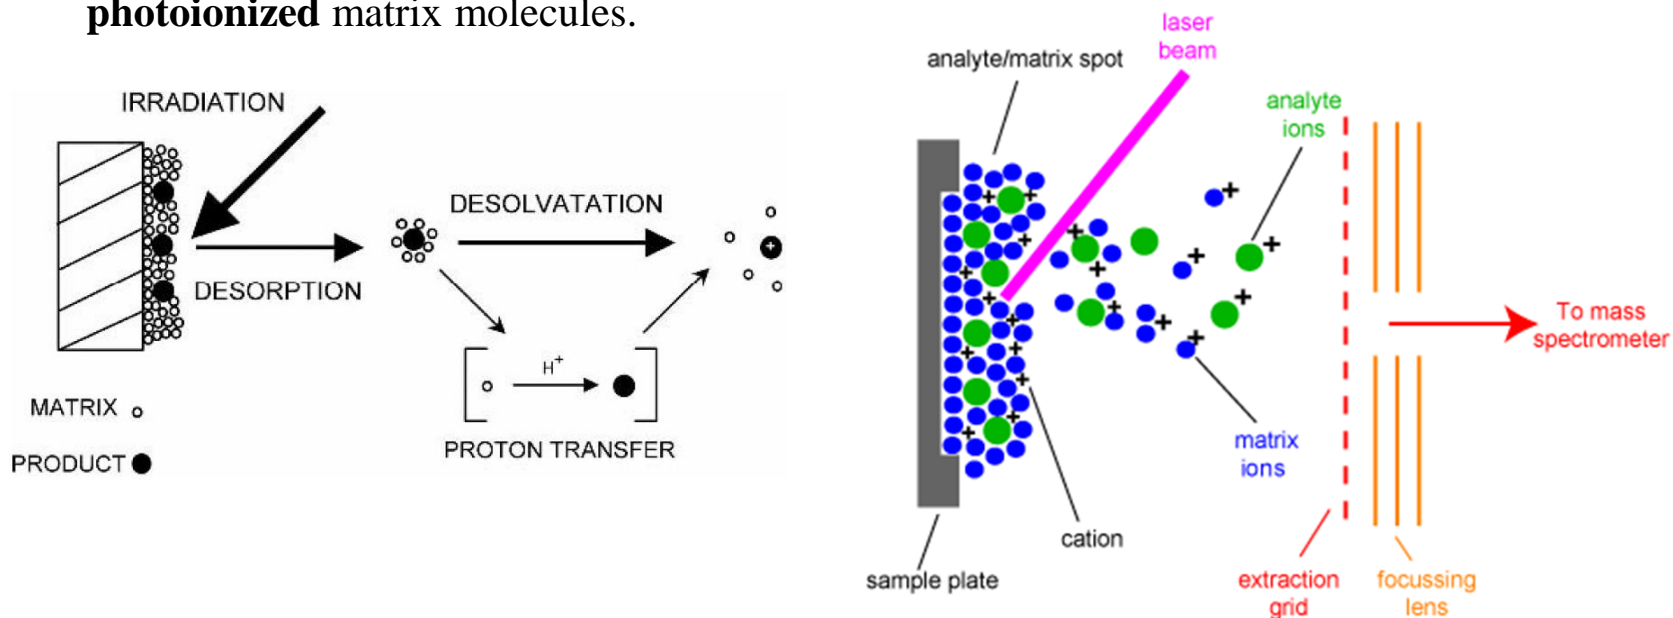 photoionized matrix molecules.
IRRADIATION
DESORPTION
DESOLVATATION
+
H+
PROTON TRANSFER
MATRIX
PRODUCT
laser
beam
analyte/matrix spot
analyte
ions
To mass
spectrometer
matrix
ions
cation
sample plate
extraction
grid
focussing
lens